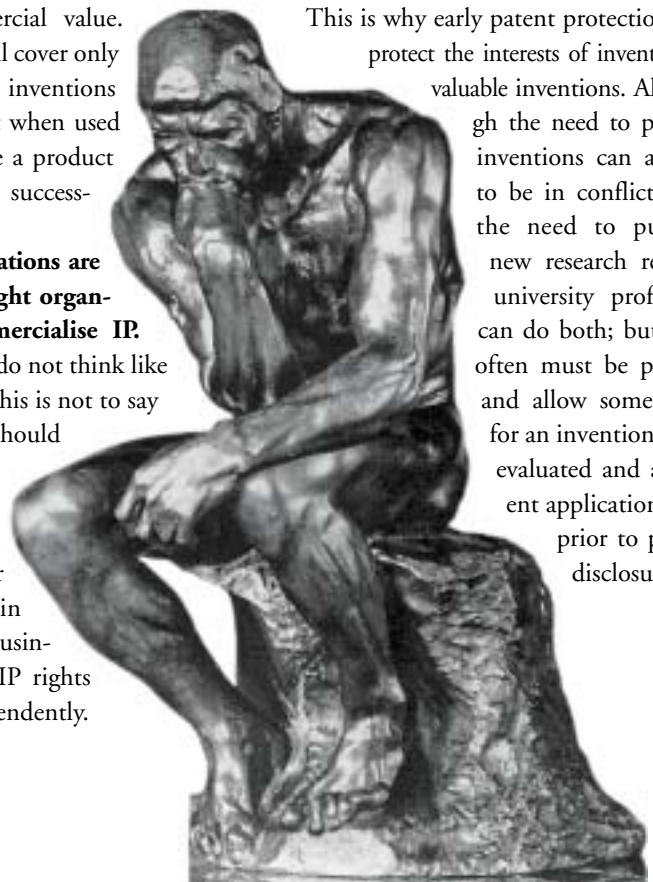 ercial value.
l cover only
inventions
t when used
e a product
success-
ations are
ght organ-
mercialise IP.
do not think like
his is not to say
hould
r
in
usin-
IP rights
endently.
This is why early patent protectio
protect the interests of invent
valuable inventions. Al
gh the need to p
inventions can a
to be in conflict
the need to pu
new research re
university prof
can do both; but
often must be p
and allow some
for an invention
evaluated and a
ent application
prior to p
disclosu